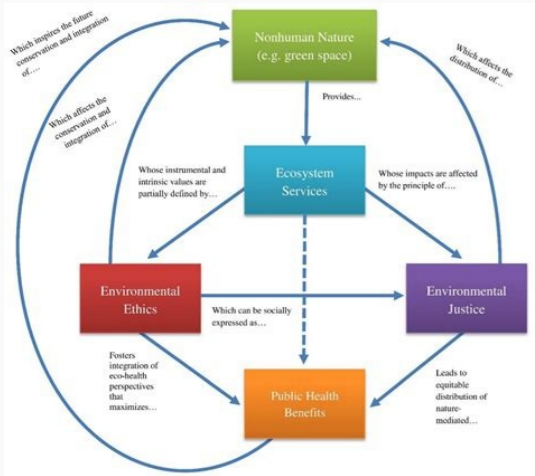 Which inspires the future
conservation and integration
of….
Nonhuman Nature
(e.g. green space)
Which affects the
distribution of…
Which affects the
conservation and
integration of…
Provides...
Whose instrumental and
intrinsic values are
partially defined by…
Ecosystem
Services
Whose impacts are affected
by the principle of….
Environmental
Ethics
Which can be socially
expressed as…
Environmental
Justice
Fosters
integration of
eco-health
perspectives
that
maximizes…
Public Health
Benefits
Leads to
equitable
distribution of
nature-
mediated…